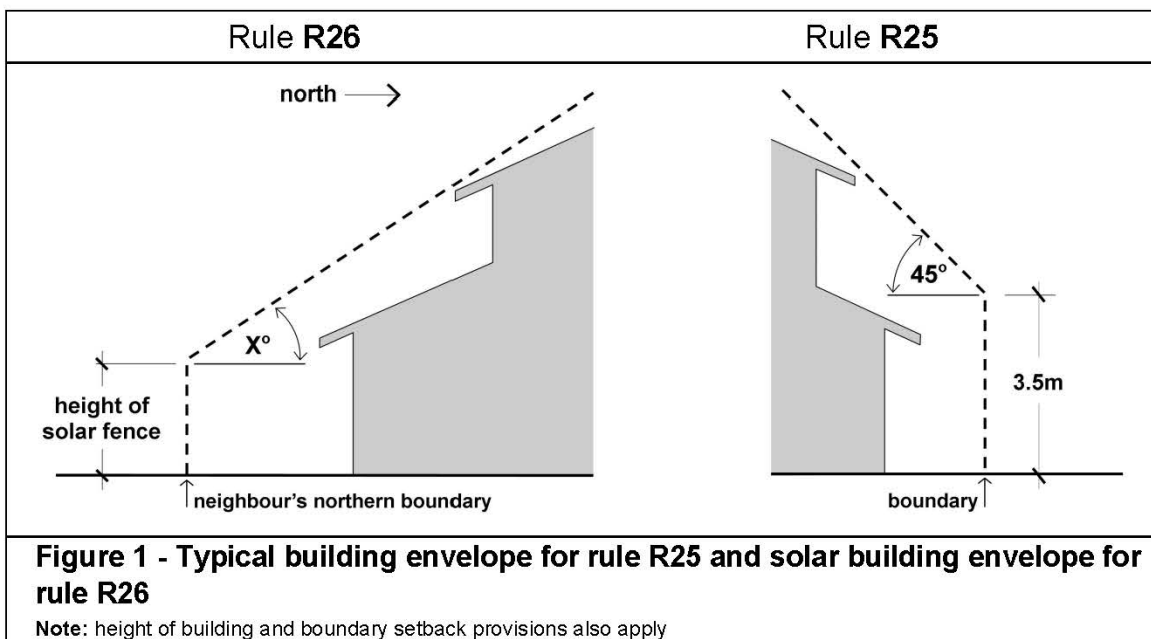 Rule R26
Rule R25
north
X°
height of
solar fence
neighbour's northern boundary
45°
3.5m
boundary
Figure 1 - Typical building envelope for rule R25 and solar building envelope for
rule R26
Note: height of building and boundary setback provisions also apply